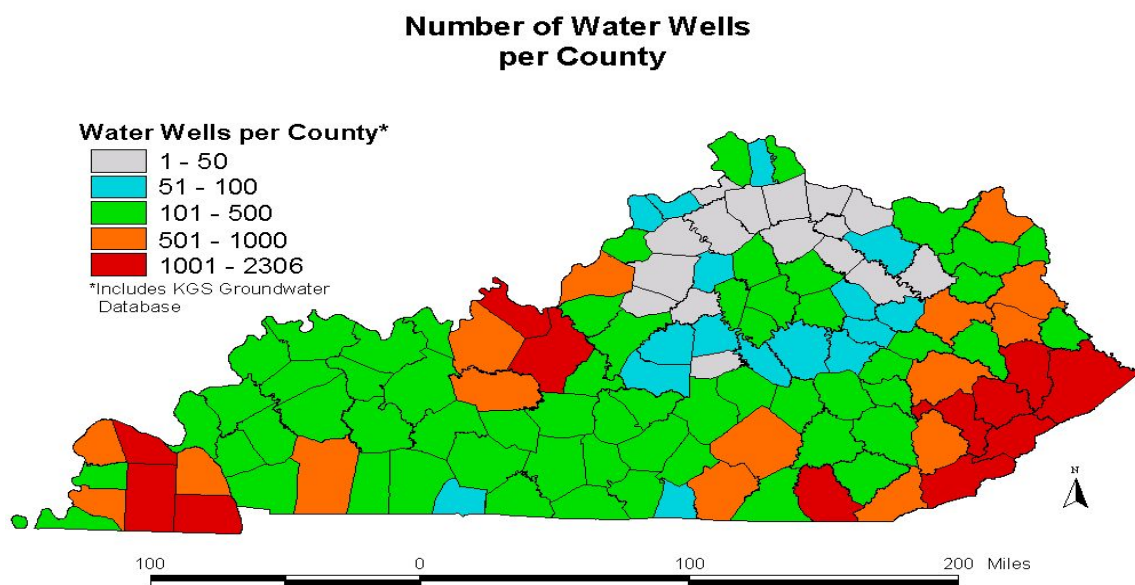 Number of Water Wells
per County
Water Wells per County*
1 - 50
51 - 100
101 - 500
501 - 1000
1001 - 2306
*Includes KGS Groundwater
Database
N
100 0 100 200 Miles